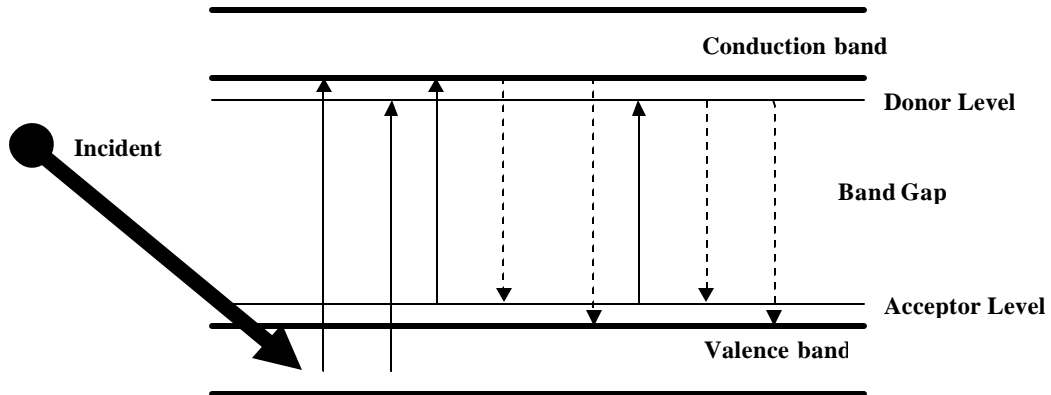 Conduction band
Donor Level
Incident
Band Gap
Acceptor Level
Valence band